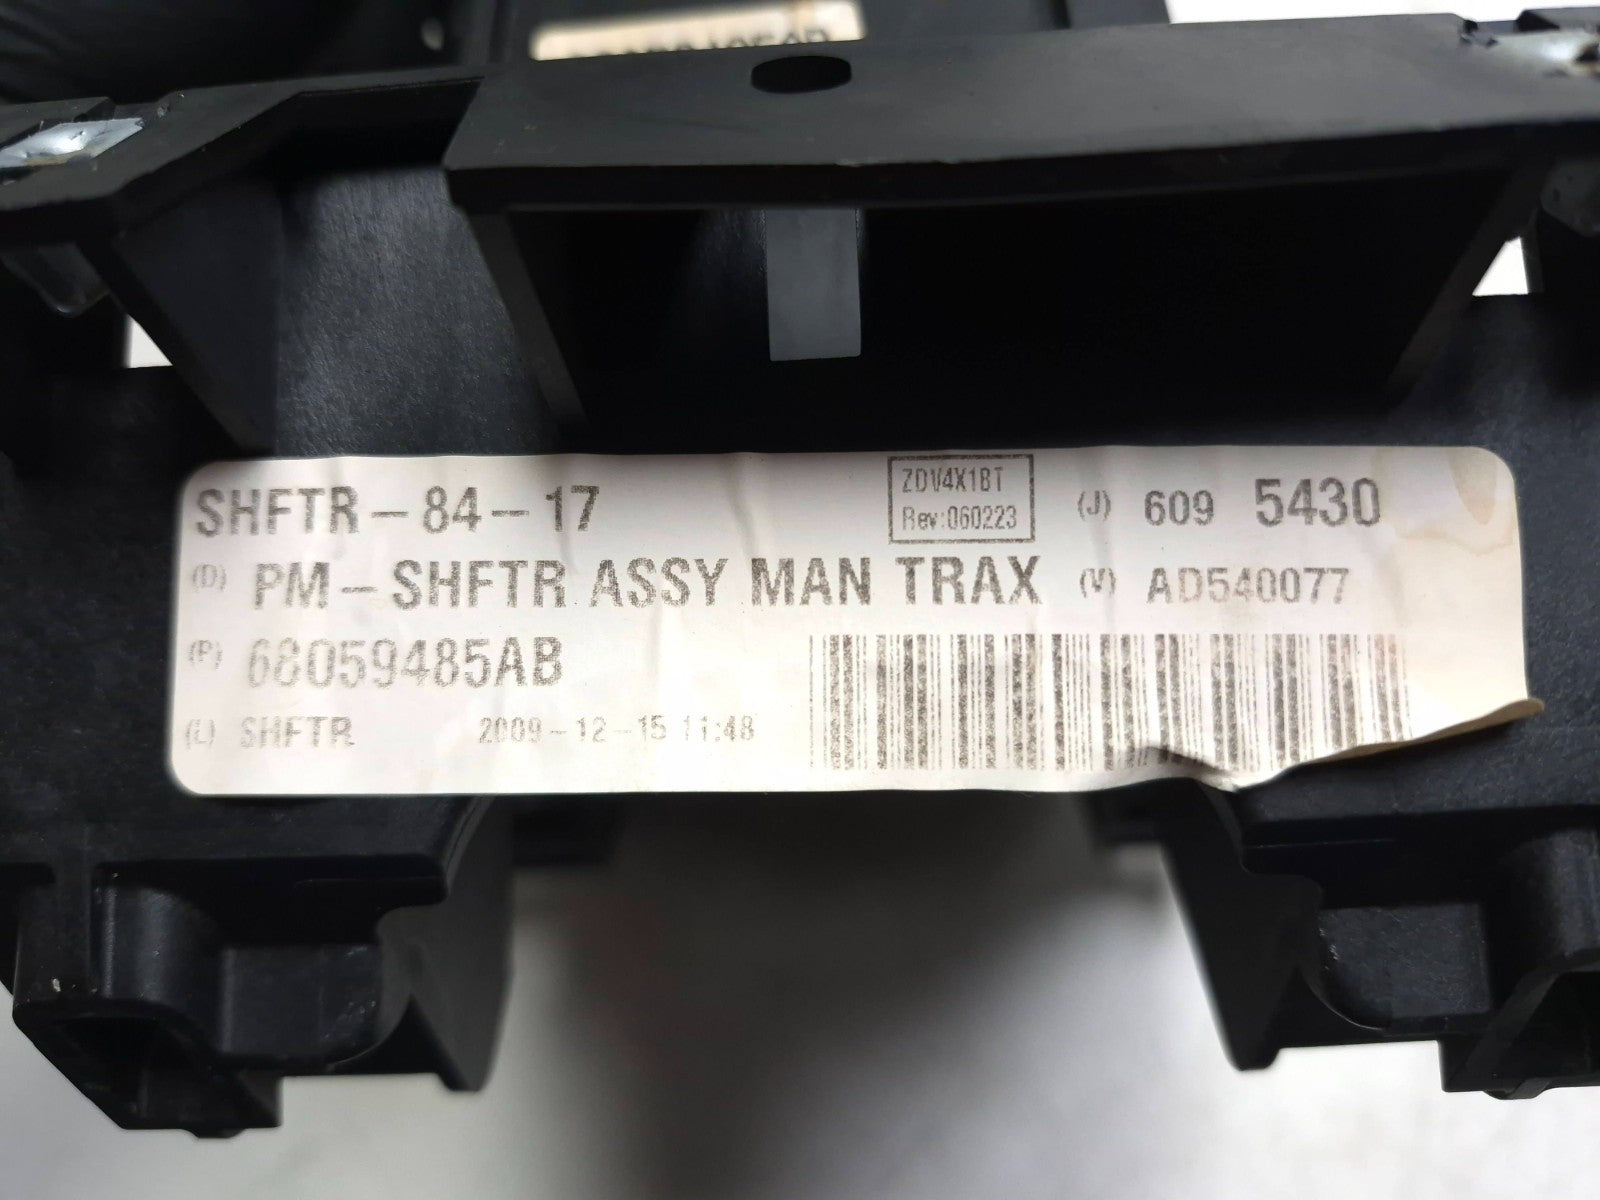 SHFTR-84-17
ZDV4X1BT
Rev:060223
(J) 609 5430
(D) PM-SHFTR ASSY MAN TRAX
(V) AD540077
(P) 68059485AB
(L) SHFTR 2009-12-15 11:48